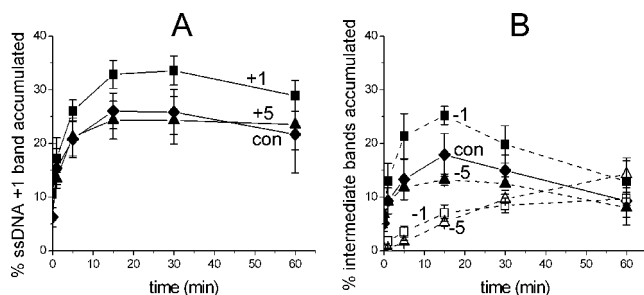 A
% ssDNA +1 band accumulated
40
30
20
10
0
+1
+5
con
0 10 20 30 40 50 60
time (min)
B
% intermediate bands accumulated
40
30
20
10
0
-1
con
-5
-1
-5
0 10 20 30 40 50 60
time (min)